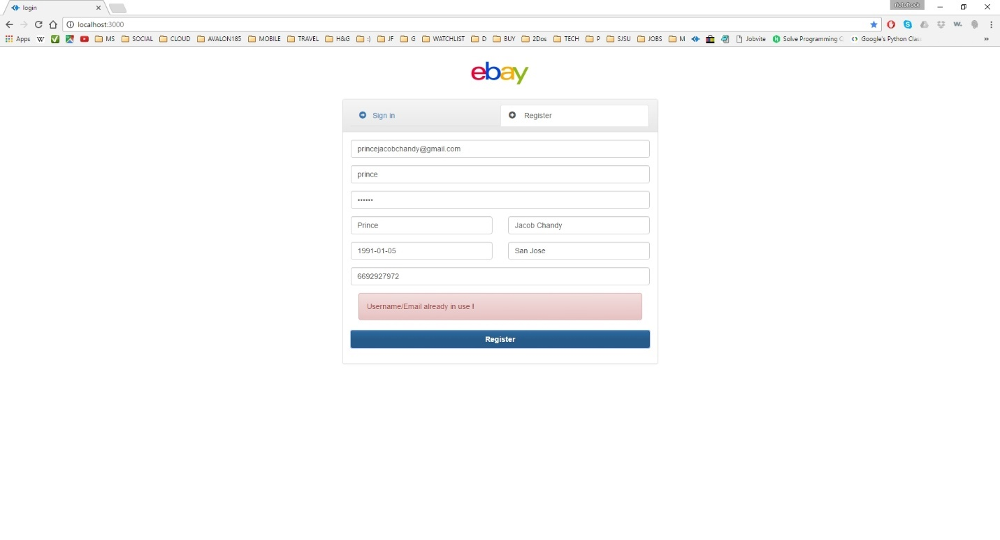 login
riotofrock
localhost:3000
Apps W MS SOCIAL CLOUD AVALON185 MOBILE TRAVEL H&G :) JF G WATCHLIST D BUY 2Dos TECH P SJSU JOBS M Jobvite Solve Programming Google's Python Clas »
ebay
Sign in Register
princejacobchandy@gmail.com
prince
••••••
Prince Jacob Chandy
1991-01-05 San Jose
6692927972
Username/Email already in use !
Register